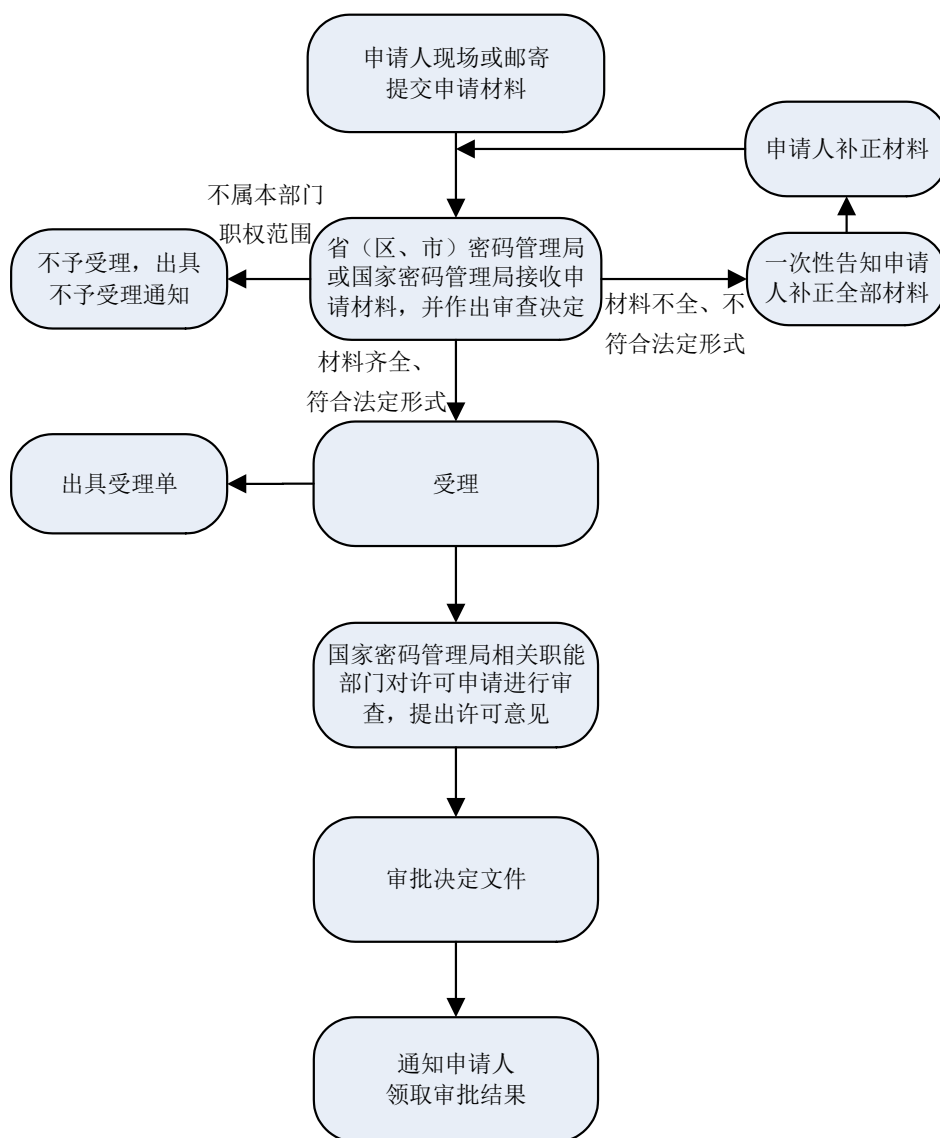 申请人现场或邮寄
提交申请材料
申请人补正材料
不属本部门
职权范围
省（区、市）密码管理局
或国家密码管理局接收申
请材料，并作出审查决定
不予受理，出具
不予受理通知
一次性告知申请
人补正全部材料
材料不全、不
符合法定形式
材料齐全、
符合法定形式
出具受理单
受理
国家密码管理局相关职能
部门对许可申请进行审
查，提出许可意见
审批决定文件
通知申请人
领取审批结果